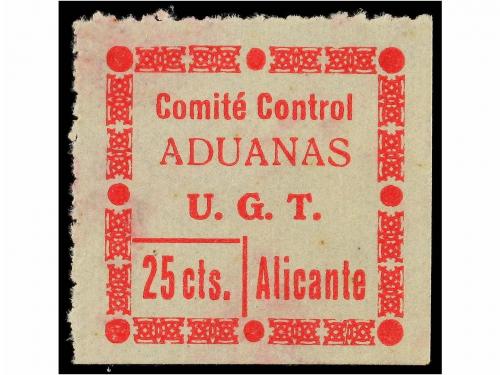 Comité Control
ADUANAS
U. G. T.
25 cts. Alicante